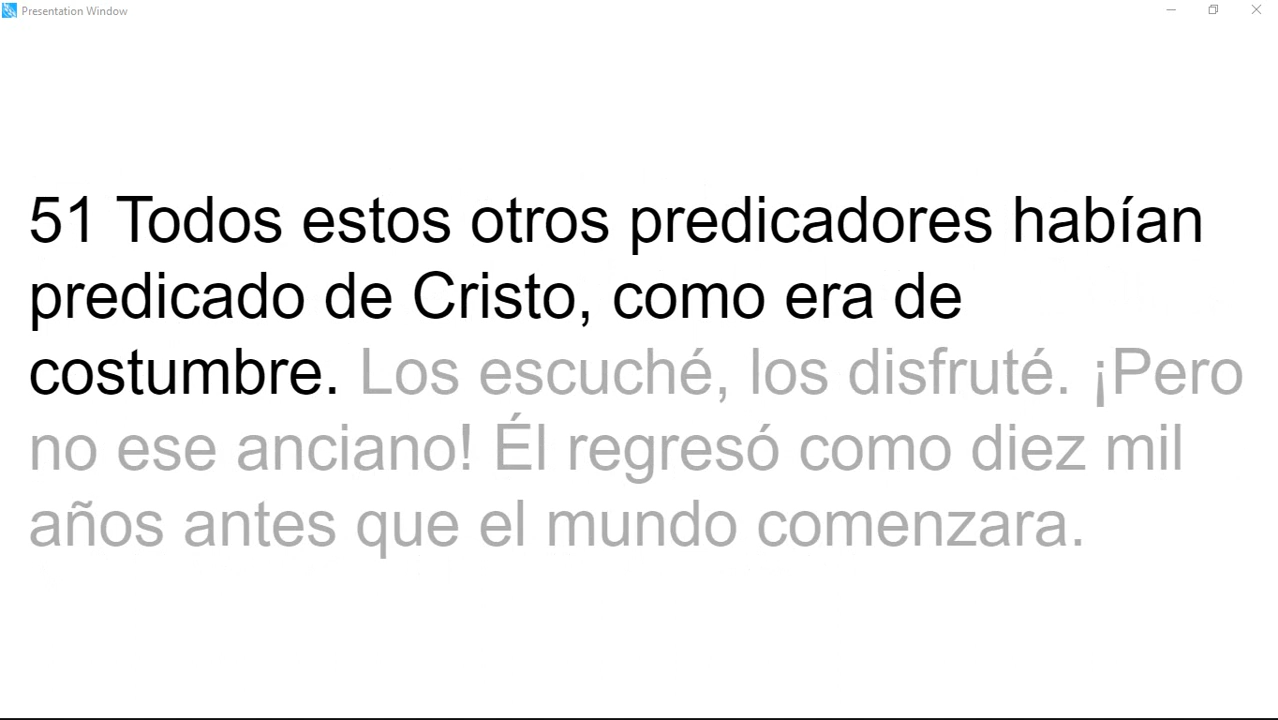 Presentation Window
51 Todos estos otros predicadores habían
predicado de Cristo, como era de
costumbre. Los escuché, los disfruté. ¡Pero
no ese anciano! Él regresó como diez mil
años antes que el mundo comenzara.